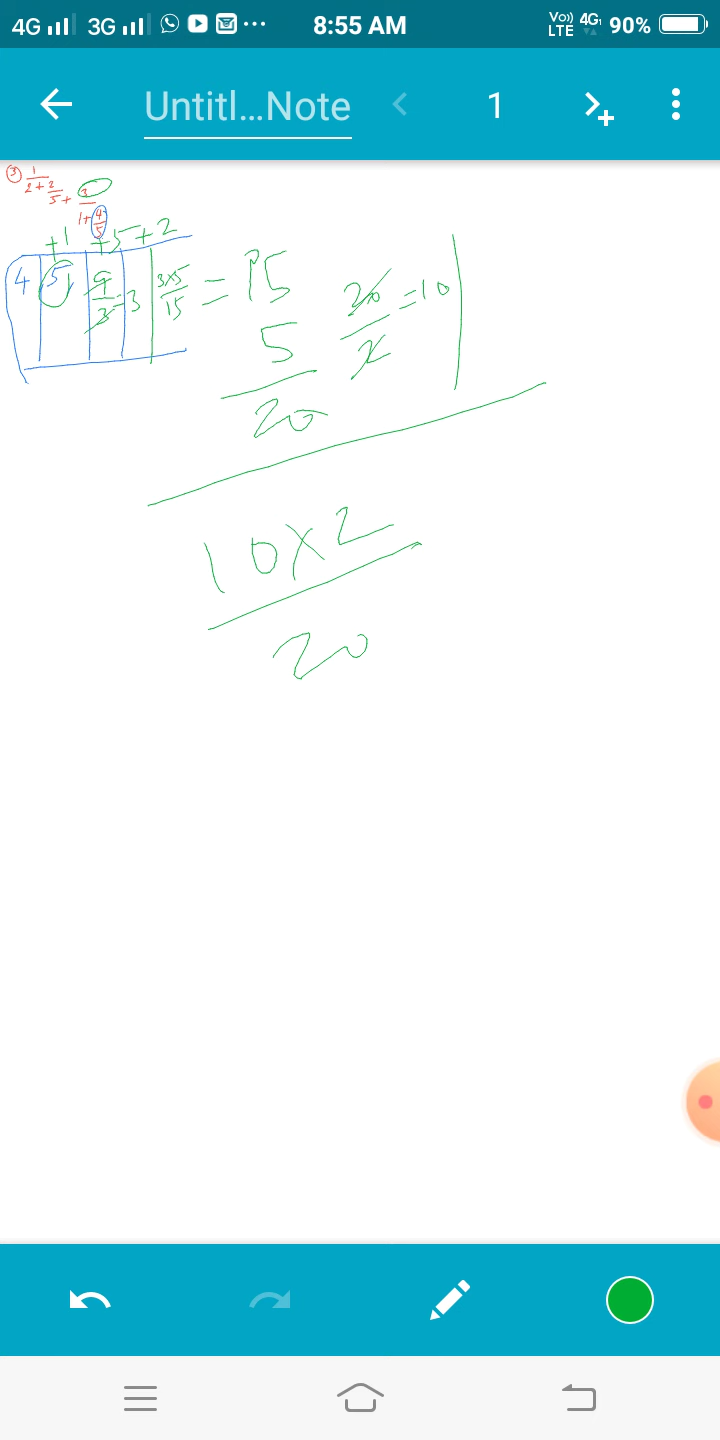 4G 3G 8:55 AM Vo)) LTE 4G 90%
Untitl...Note 1
③ 1
2+2
5+ 3
1+4
5
+1 +5+2
4 5 9/3=3 3x5/15 = 15
5
20
20/2=10
10x2
20